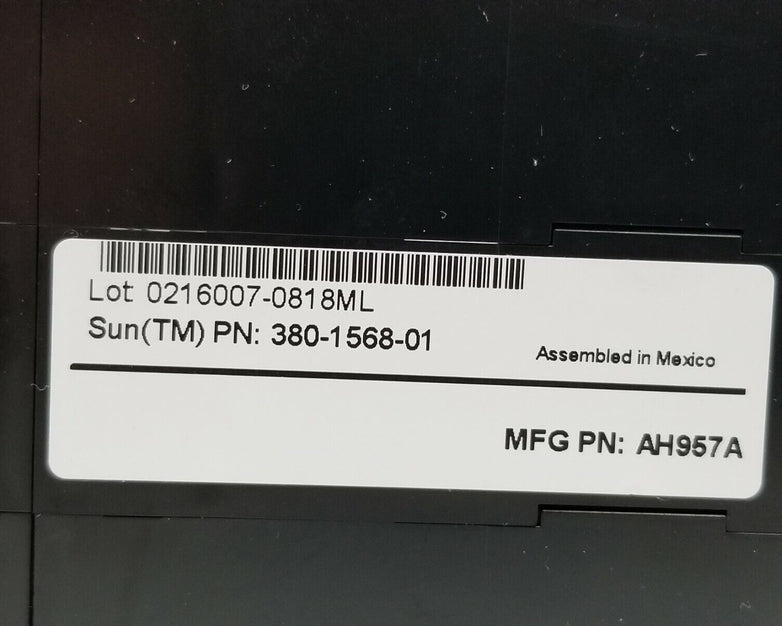 Lot 0216007-0818ML
Sun(TM) PN: 380-1568-01
Assembled in Mexico
MFG PN: AH957A